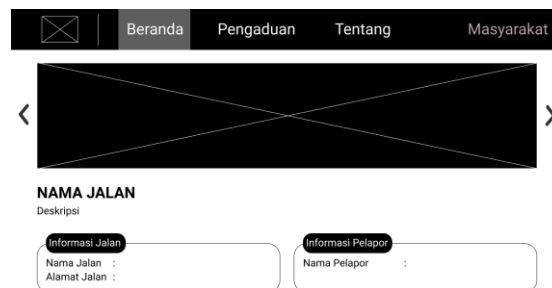 Beranda Pengaduan Tentang Masyarakat
NAMA JALAN
Deskripsi
Informasi Jalan
Nama Jalan :
Alamat Jalan :
Informasi Pelapor
Nama Pelapor :